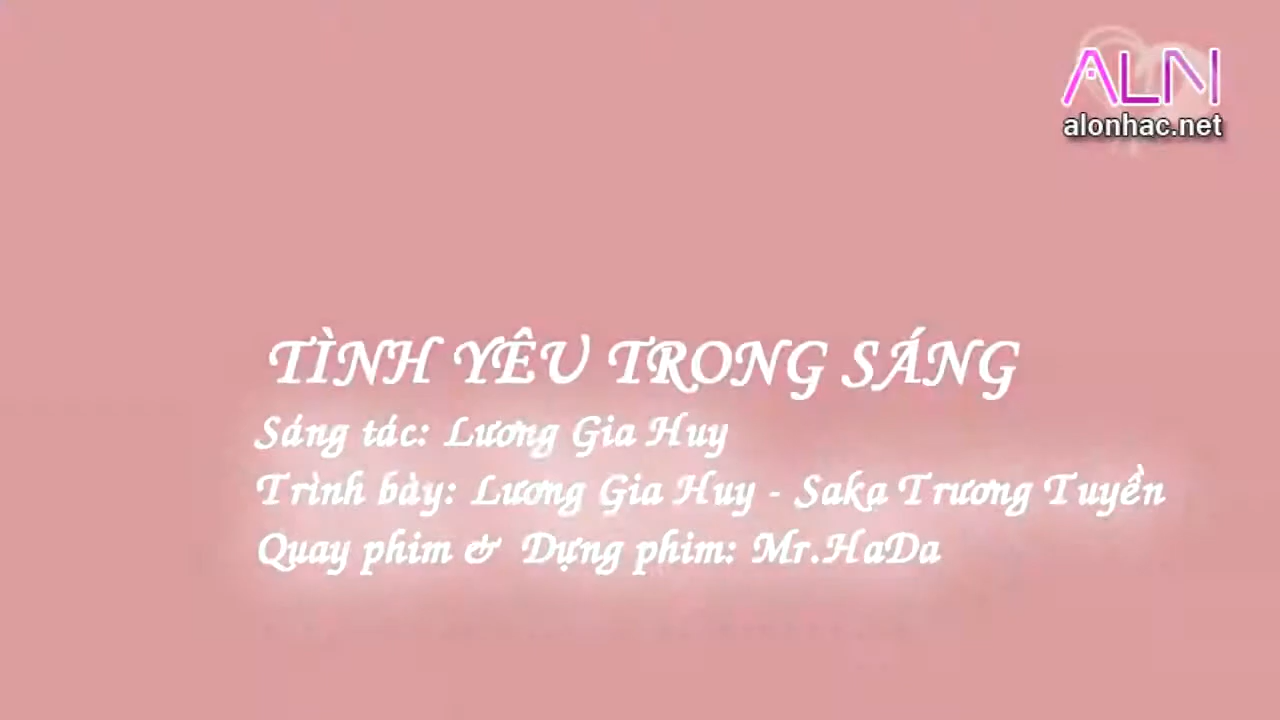 ALN
alonhac.net
TÌNH YÊU TRONG SÁNG
Sáng tác: Lương Gia Huy
Trình bày: Lương Gia Huy - Saka Trương Tuyền
Quay phim & Dựng phim: Mr.HaDa